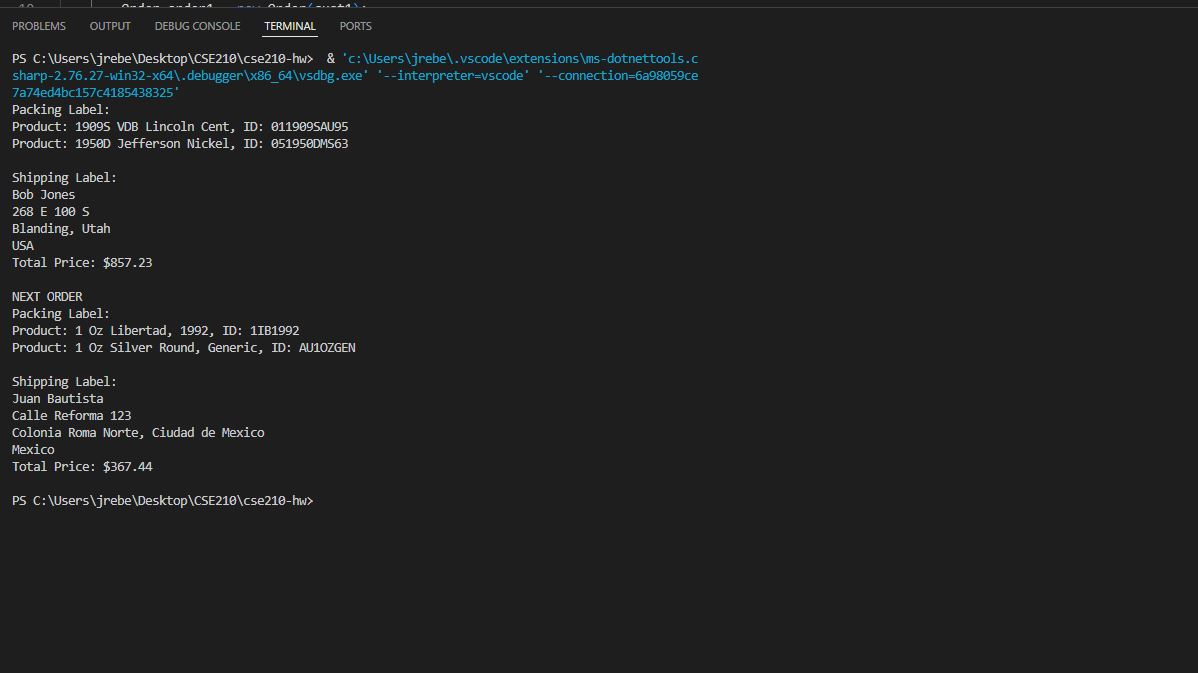 PROBLEMS OUTPUT DEBUG CONSOLE TERMINAL PORTS
PS C:\Users\jrebe\Desktop\CSE210\cse210-hw>  & 'c:\Users\jrebe\.vscode\extensions\ms-dotnettools.c
sharp-2.76.27-win32-x64\.debugger\x86_64\vsdbg.exe' '--interpreter=vscode' '--connection=6a98059ce
7a74ed4bc157c4185438325'
Packing Label:
Product: 1909S VDB Lincoln Cent, ID: 011909SAU95
Product: 1950D Jefferson Nickel, ID: 051950DMS63

Shipping Label:
Bob Jones
268 E 100 S
Blanding, Utah
USA
Total Price: $857.23

NEXT ORDER
Packing Label:
Product: 1 Oz Libertad, 1992, ID: 1IB1992
Product: 1 Oz Silver Round, Generic, ID: AU1OZGEN

Shipping Label:
Juan Bautista
Calle Reforma 123
Colonia Roma Norte, Ciudad de Mexico
Mexico
Total Price: $367.44

PS C:\Users\jrebe\Desktop\CSE210\cse210-hw>